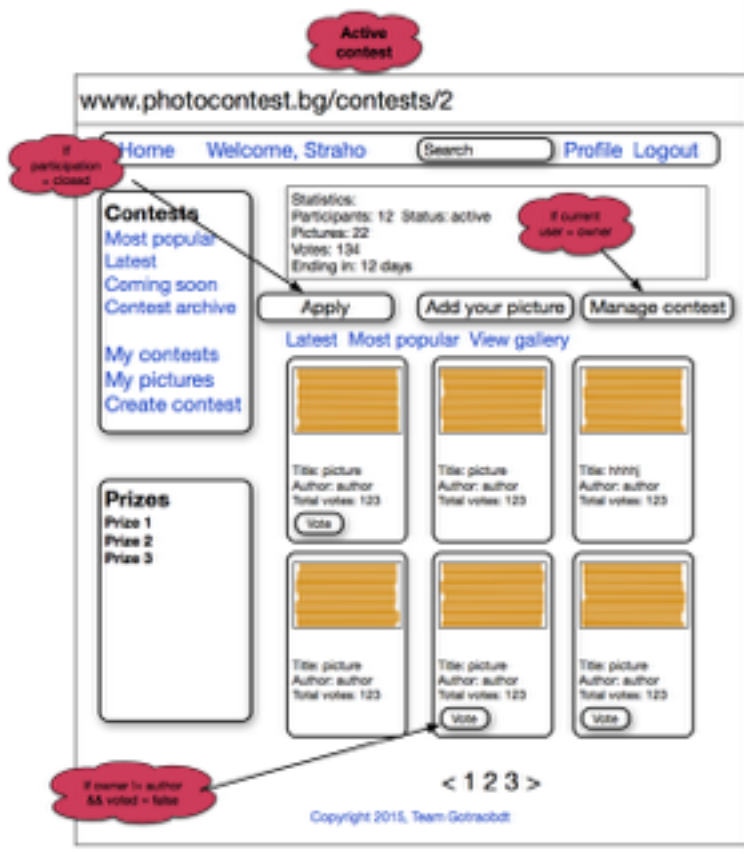 Active
contest
www.photocontest.bg/contests/2
If
participation
= closed
Home Welcome, Straho Search Profile Logout
Contests
Most popular
Latest
Coming soon
Contest archive
My contests
My pictures
Create contest
Statistics:
Participants: 12 Status: active
Pictures: 22
Votes: 134
Ending in: 12 days
If current
user = owner
Apply Add your picture Manage contest
Latest Most popular View gallery
Title: picture
Author: author
Total votes: 123
Vote
Title: picture
Author: author
Total votes: 123
Title: hhhhj
Author: author
Total votes: 123
Prizes
Prize 1
Prize 2
Prize 3
Title: picture
Author: author
Total votes: 123
Title: picture
Author: author
Total votes: 123
Vote
Title: picture
Author: author
Total votes: 123
Vote
If owner != author
&& voted = false
< 1 2 3 >
Copyright 2015, Team Gotraobdt